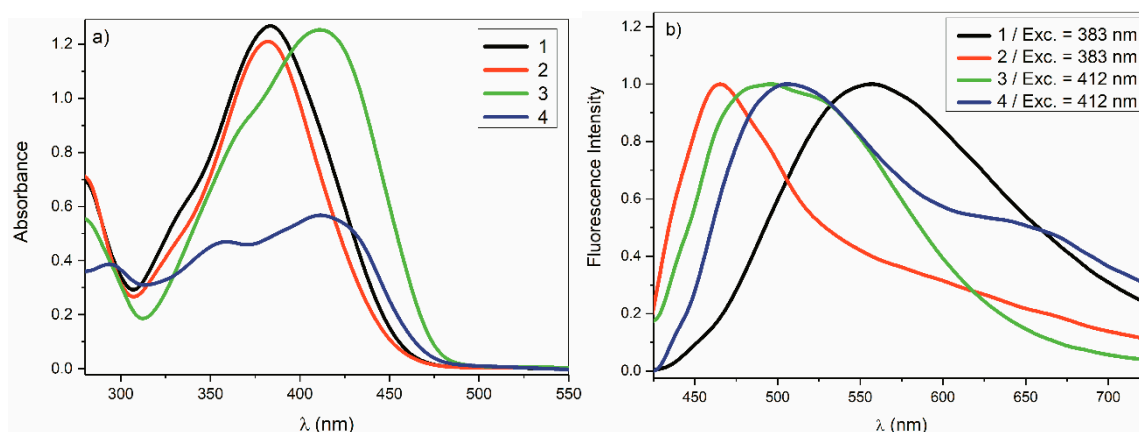 a)
1
2
3
4
Absorbance
1.2
1.0
0.8
0.6
0.4
0.2
0.0
300 350 400 450 500 550
λ (nm)
b)
1 / Exc. = 383 nm
2 / Exc. = 383 nm
3 / Exc. = 412 nm
4 / Exc. = 412 nm
Fluorescence Intensity
1.2
1.0
0.8
0.6
0.4
0.2
0.0
450 500 550 600 650 700
λ (nm)